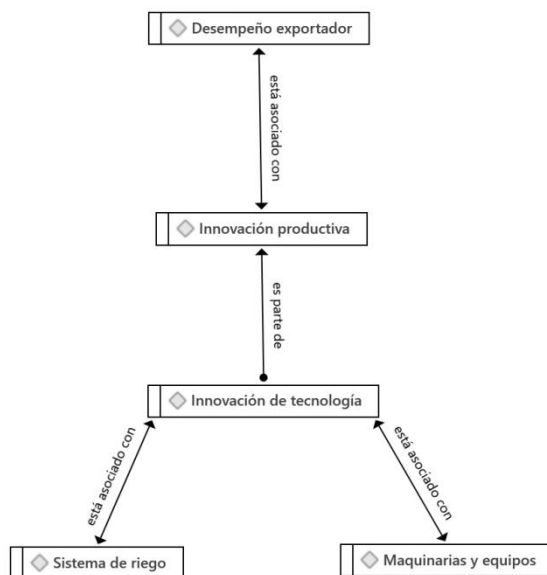 Desempeño exportador
está asociado con
Innovación productiva
es parte de
Innovación de tecnología
está asociado con
está asociado con
Sistema de riego
Maquinarias y equipos